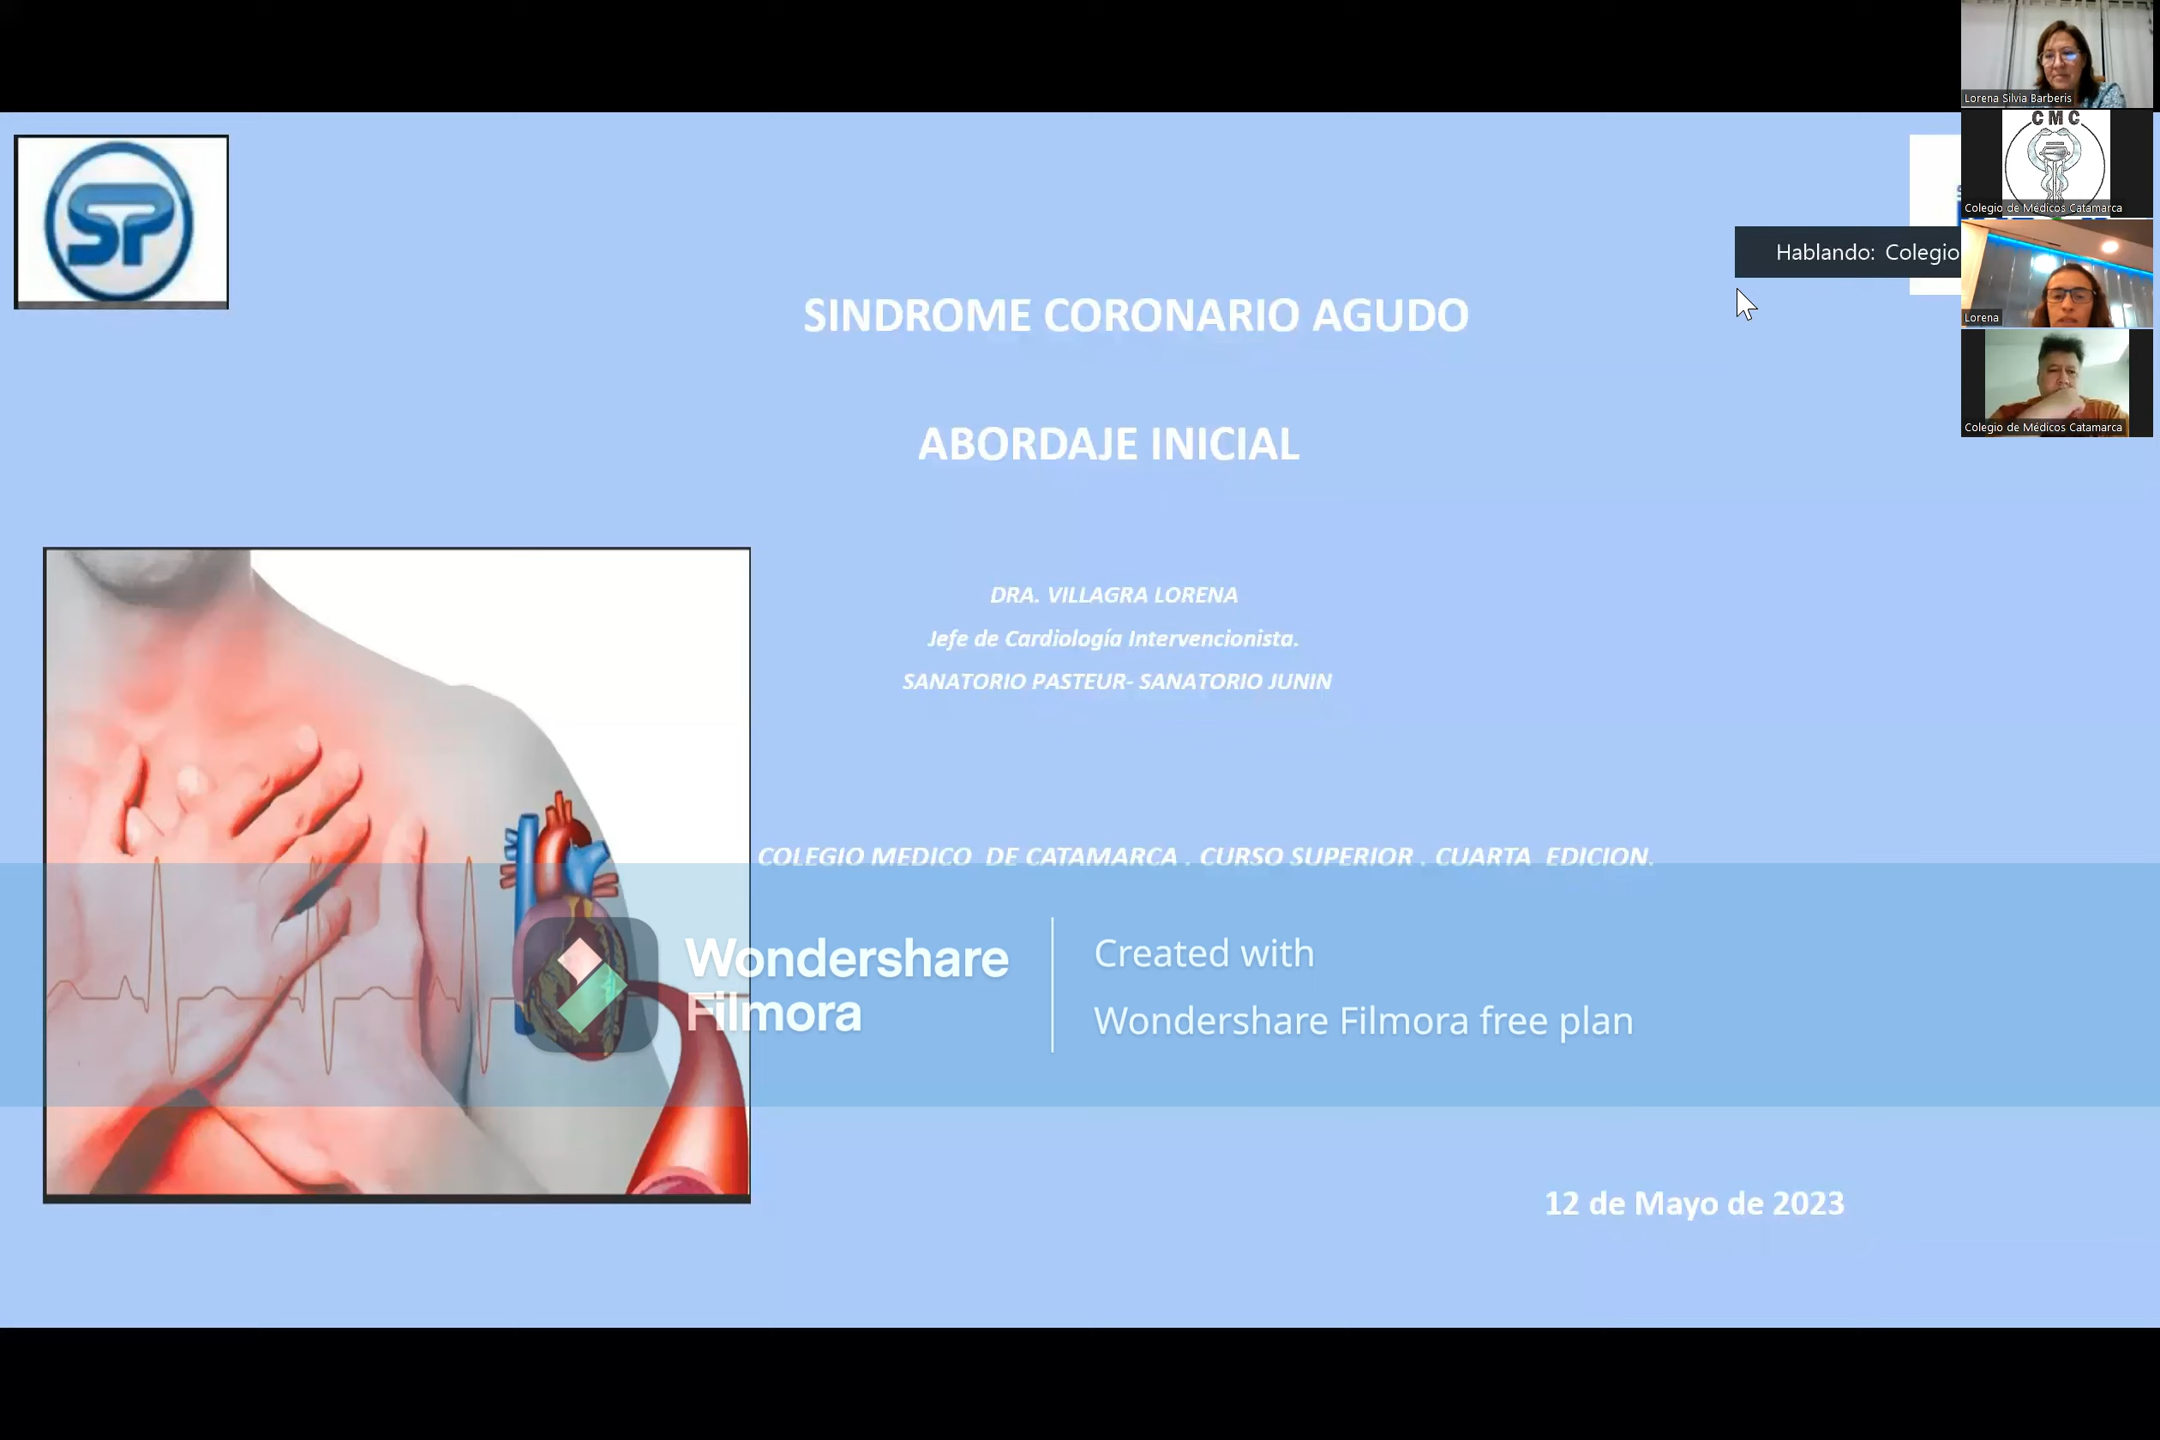 Lorena Silvia Barberis
CMC
Colegio de Médicos Catamarca
SP
Hablando: Colegio
SINDROME CORONARIO AGUDO
Lorena
ABORDAJE INICIAL
Colegio de Médicos Catamarca
DRA. VILLAGRA LORENA
Jefe de Cardiología Intervencionista.
SANATORIO PASTEUR- SANATORIO JUNIN
COLEGIO MEDICO DE CATAMARCA . CURSO SUPERIOR . CUARTA EDICION.
Wondershare
Filmora
Created with
Wondershare Filmora free plan
12 de Mayo de 2023